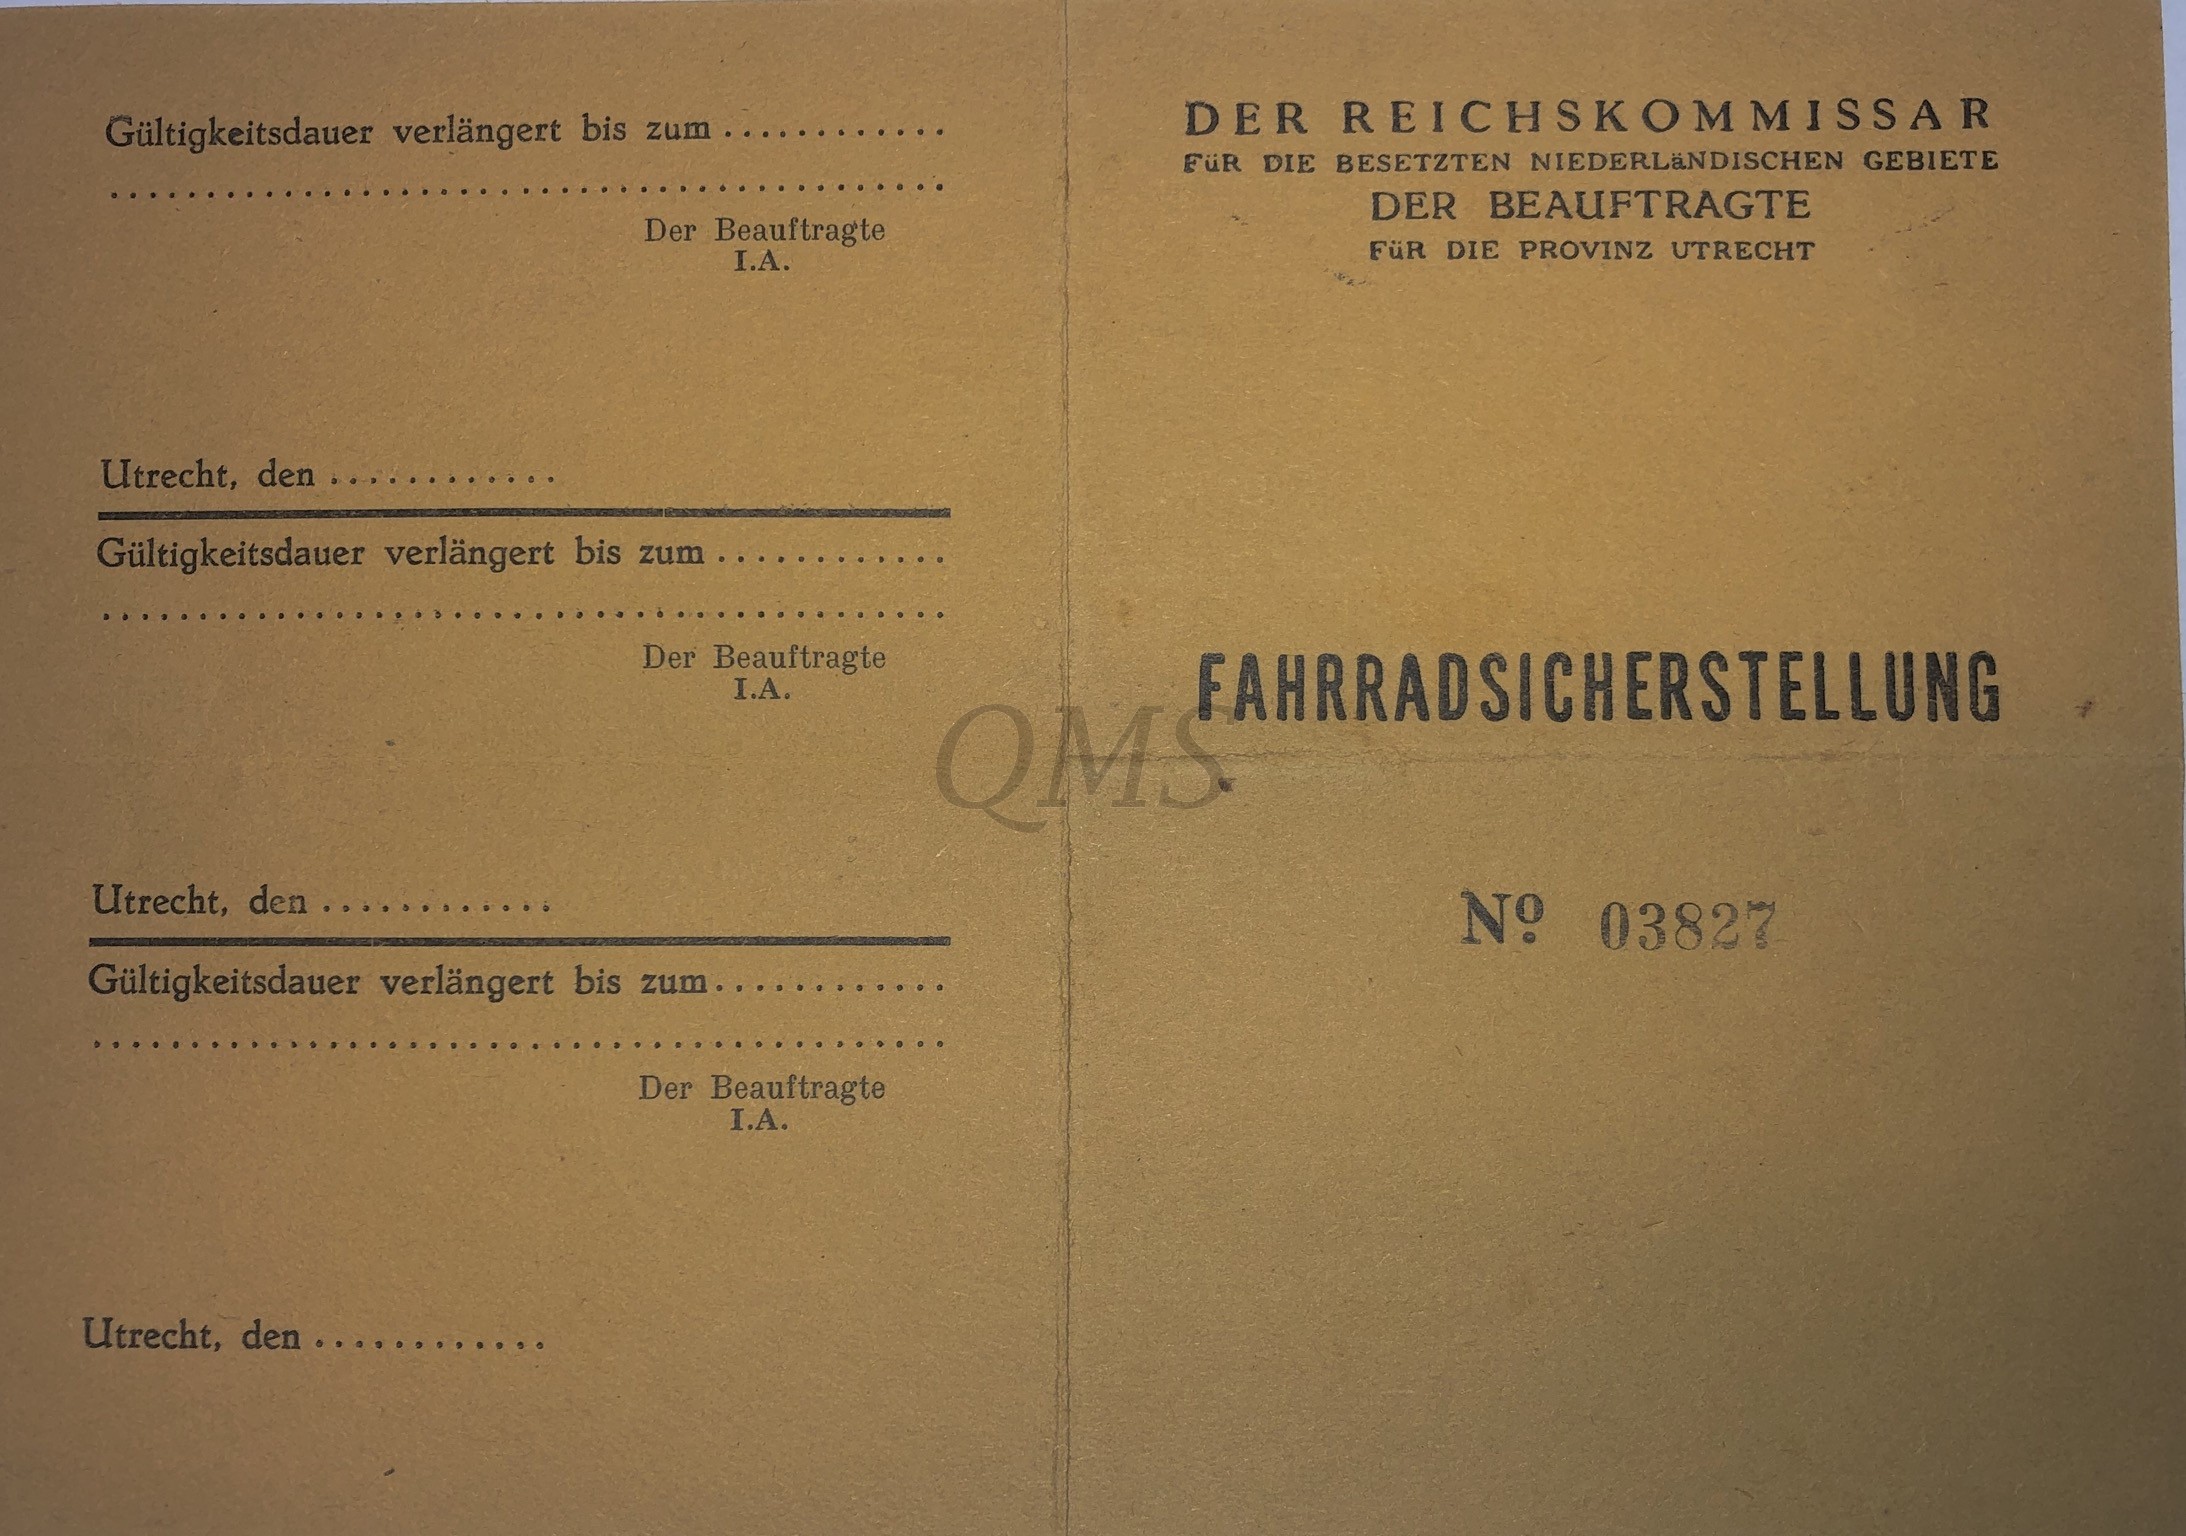 Gültigkeitsdauer verlängert bis zum ............
............................................
Der Beauftragte
I.A.
Utrecht, den ............
Gültigkeitsdauer verlängert bis zum ............
............................................
Der Beauftragte
I.A.
Utrecht, den ............
Gültigkeitsdauer verlängert bis zum ............
............................................
Der Beauftragte
I.A.
Utrecht, den ............
DER REICHSKOMMISSAR
FüR DIE BESETZTEN NIEDERLäNDISCHEN GEBIETE
DER BEAUFTRAGTE
FüR DIE PROVINZ UTRECHT
FAHRRADSICHERSTELLUNG
QMS
Nº 03827